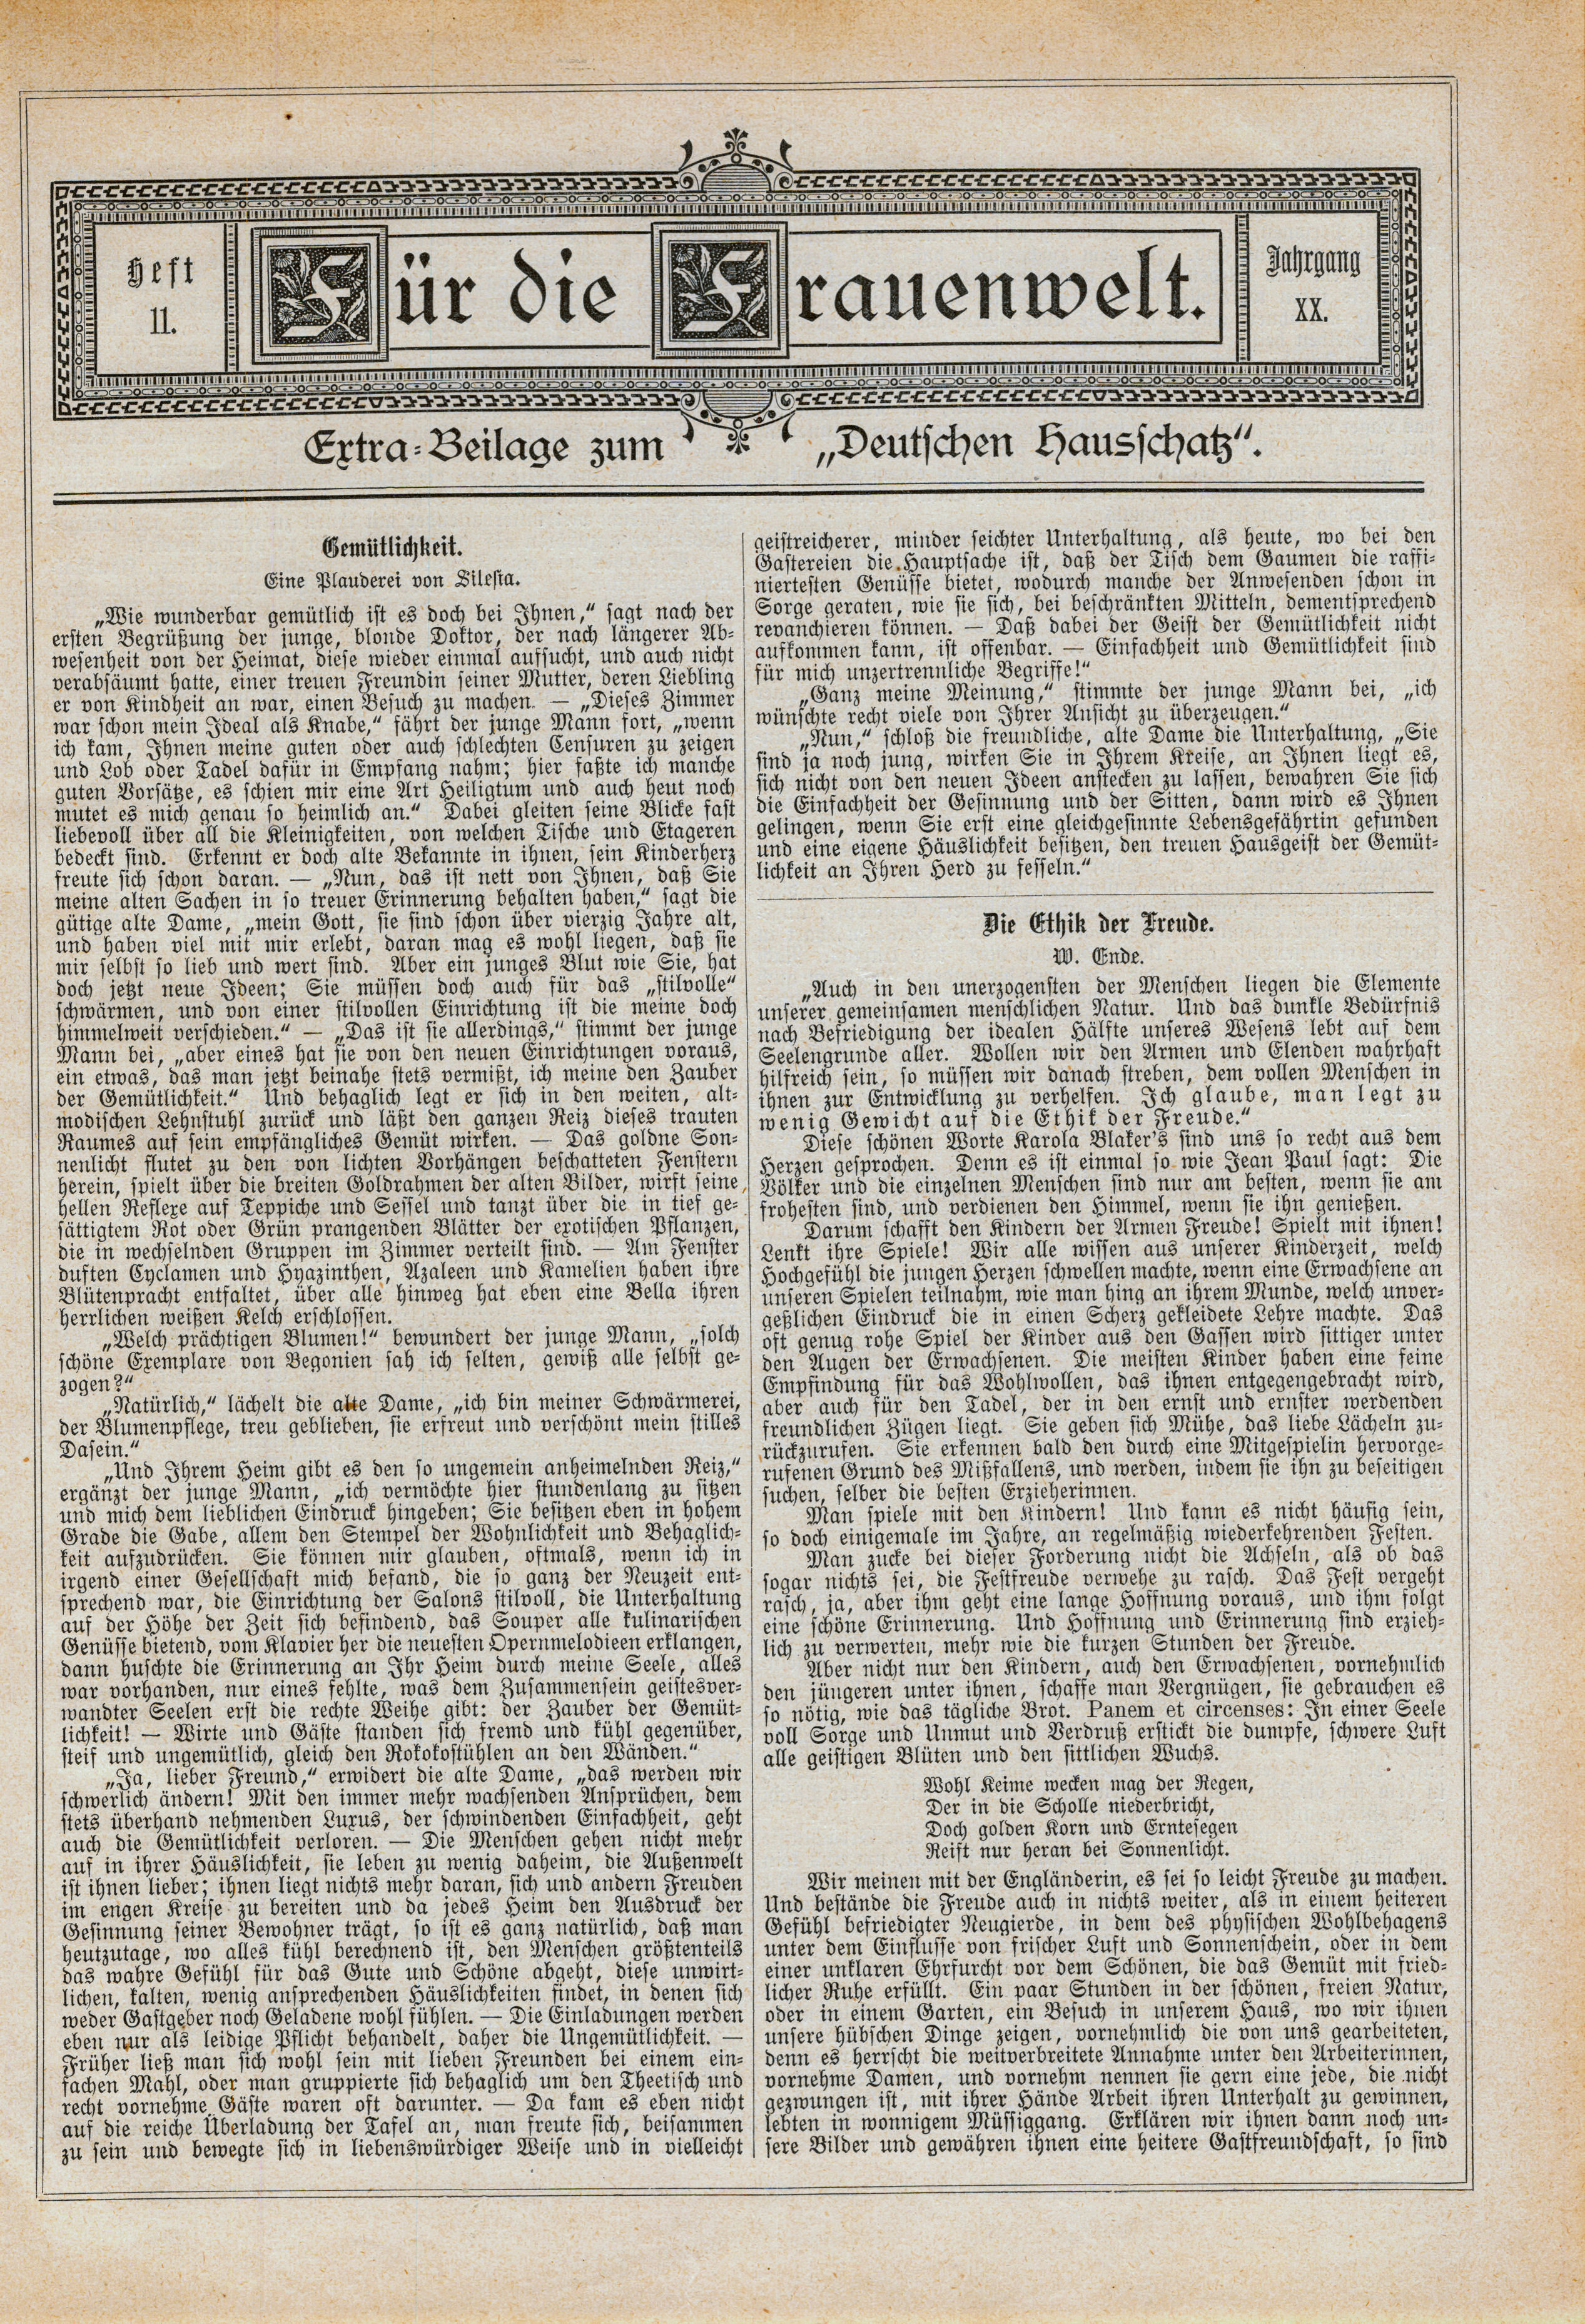 Heft
11.
Für die Frauenwelt.
Jahrgang
XX.
Extra-Beilage zum „Deutschen Hausschatz“.
Gemütlichkeit.
Eine Plauderei von Silesia.
„Wie wunderbar gemütlich ist es doch bei Ihnen,“ sagt nach der
ersten Begrüßung der junge, blonde Doktor, der nach längerer Ab-
wesenheit von der Heimat, diese wieder einmal aufsucht, und auch nicht
verabsäumt hatte, einer treuen Freundin seiner Mutter, deren Liebling
er von Kindheit an war, einen Besuch zu machen. — „Dieses Zimmer
war schon mein Ideal als Knabe,“ fährt der junge Mann fort, „wenn
ich kam, Ihnen meine guten oder auch schlechten Censuren zu zeigen
und Lob oder Tadel dafür in Empfang nahm; hier faßte ich manche
guten Vorsätze, es schien mir eine Art Heiligtum und auch heut noch
mutet es mich genau so heimlich an.“ Dabei gleiten seine Blicke fast
liebevoll über all die Kleinigkeiten, von welchen Tische und Etageren
bedeckt sind. Erkennt er doch alte Bekannte in ihnen, sein Kinderherz
freute sich schon daran. — „Nun, das ist nett von Ihnen, daß Sie
meine alten Sachen in so treuer Erinnerung behalten haben,“ sagt die
gütige alte Dame, „mein Gott, sie sind schon über vierzig Jahre alt,
und haben viel mit mir erlebt, daran mag es wohl liegen, daß sie
mir selbst so lieb und wert sind. Aber ein junges Blut wie Sie, hat
doch jetzt neue Ideen; Sie müssen doch auch für das „stilvolle“
schwärmen, und von einer stilvollen Einrichtung ist die meine doch
himmelweit verschieden.“ — „Das ist sie allerdings,“ stimmt der junge
Mann bei, „aber eines hat sie von den neuen Einrichtungen voraus,
ein etwas, das man jetzt beinahe stets vermißt, ich meine den Zauber
der Gemütlichkeit.“ Und behaglich legt er sich in den weiten, alt-
modischen Lehnstuhl zurück und läßt den ganzen Reiz dieses trauten
Raumes auf sein empfängliches Gemüt wirken. — Das goldne Son-
nenlicht flutet zu den von lichten Vorhängen beschatteten Fenstern
herein, spielt über die breiten Goldrahmen der alten Bilder, wirft seine
hellen Reflexe auf Teppiche und Sessel und tanzt über die in tief ge-
sättigtem Rot oder Grün prangenden Blätter der exotischen Pflanzen,
die in wechselnden Gruppen im Zimmer verteilt sind. — Am Fenster
duften Cyclamen und Hyazinthen, Azaleen und Kamelien haben ihre
Blütenpracht entfaltet, über alle hinweg hat eben eine Bella ihren
herrlichen weißen Kelch erschlossen.
„Welch prächtigen Blumen!“ bewundert der junge Mann, „solch
schöne Exemplare von Begonien sah ich selten, gewiß alle selbst ge-
zogen?“
„Natürlich,“ lächelt die alte Dame, „ich bin meiner Schwärmerei,
der Blumenpflege, treu geblieben, sie erfreut und verschönt mein stilles
Dasein.“
„Und Ihrem Heim gibt es den so ungemein anheimelnden Reiz,“
ergänzt der junge Mann, „ich vermöchte hier stundenlang zu sitzen
und mich dem lieblichen Eindruck hingeben; Sie besitzen eben in hohem
Grade die Gabe, allem den Stempel der Wohnlichkeit und Behaglich-
keit aufzudrücken. Sie können mir glauben, oftmals, wenn ich in
irgend einer Gesellschaft mich befand, die so ganz der Neuzeit ent-
sprechend war, die Einrichtung der Salons stilvoll, die Unterhaltung
auf der Höhe der Zeit sich befindend, das Souper alle kulinarischen
Genüsse bietend, vom Klavier her die neuesten Opernmelodieen erklangen,
dann huschte die Erinnerung an Ihr Heim durch meine Seele, alles
war vorhanden, nur eines fehlte, was dem Zusammensein geistesver-
wandter Seelen erst die rechte Weihe gibt: der Zauber der Gemüt-
lichkeit! — Wirte und Gäste standen sich fremd und kühl gegenüber,
steif und ungemütlich, gleich den Rokokostühlen an den Wänden.“
„Ja, lieber Freund,“ erwidert die alte Dame, „das werden wir
schwerlich ändern! Mit den immer mehr wachsenden Ansprüchen, dem
stets überhand nehmenden Luxus, der schwindenden Einfachheit, geht
auch die Gemütlichkeit verloren. — Die Menschen gehen nicht mehr
auf in ihrer Häuslichkeit, sie leben zu wenig daheim, die Außenwelt
ist ihnen lieber; ihnen liegt nichts mehr daran, sich und andern Freuden
im engen Kreise zu bereiten und da jedes Heim den Ausdruck der
Gesinnung seiner Bewohner trägt, so ist es ganz natürlich, daß man
heutzutage, wo alles kühl berechnend ist, den Menschen größtenteils
das wahre Gefühl für das Gute und Schöne abgeht, diese unwirt-
lichen, kalten, wenig ansprechenden Häuslichkeiten findet, in denen sich
weder Gastgeber noch Geladene wohl fühlen. — Die Einladungen werden
eben nur als leidige Pflicht behandelt, daher die Ungemütlichkeit. —
Früher ließ man sich wohl sein mit lieben Freunden bei einem ein-
fachen Mahl, oder man gruppierte sich behaglich um den Theetisch und
recht vornehme Gäste waren oft darunter. — Da kam es eben nicht
auf die reiche Überladung der Tafel an, man freute sich, beisammen
zu sein und bewegte sich in liebenswürdiger Weise und in vielleicht
geistreicherer, minder seichter Unterhaltung, als heute, wo bei den
Gastereien die Hauptsache ist, daß der Tisch dem Gaumen die raffi-
niertesten Genüsse bietet, wodurch manche der Anwesenden schon in
Sorge geraten, wie sie sich, bei beschränkten Mitteln, dementsprechend
revanchieren können. — Daß dabei der Geist der Gemütlichkeit nicht
aufkommen kann, ist offenbar. — Einfachheit und Gemütlichkeit sind
für mich unzertrennliche Begriffe!“
„Ganz meine Meinung,“ stimmte der junge Mann bei, „ich
wünschte recht viele von Ihrer Ansicht zu überzeugen.“
„Nun,“ schloß die freundliche, alte Dame die Unterhaltung, „Sie
sind ja noch jung, wirken Sie in Ihrem Kreise, an Ihnen liegt es,
sich nicht von den neuen Ideen anstecken zu lassen, bewahren Sie sich
die Einfachheit der Gesinnung und der Sitten, dann wird es Ihnen
gelingen, wenn Sie erst eine gleichgesinnte Lebensgefährtin gefunden
und eine eigene Häuslichkeit besitzen, den treuen Hausgeist der Gemüt-
lichkeit an Ihren Herd zu fesseln.“
Die Ethik der Freude.
W. Ende.
„Auch in den unerzogensten der Menschen liegen die Elemente
unserer gemeinsamen menschlichen Natur. Und das dunkle Bedürfnis
nach Befriedigung der idealen Hälfte unseres Wesens lebt auf dem
Seelengrunde aller. Wollen wir den Armen und Elenden wahrhaft
hilfreich sein, so müssen wir danach streben, dem vollen Menschen in
ihnen zur Entwicklung zu verhelfen. Ich glaube, man legt zu
wenig Gewicht auf die Ethik der Freude.“
Diese schönen Worte Karola Blaker's sind uns so recht aus dem
Herzen gesprochen. Denn es ist einmal so wie Jean Paul sagt: Die
Völker und die einzelnen Menschen sind nur am besten, wenn sie am
frohesten sind, und verdienen den Himmel, wenn sie ihn genießen.
Darum schafft den Kindern der Armen Freude! Spielt mit ihnen!
Lenkt ihre Spiele! Wir alle wissen aus unserer Kinderzeit, welch
Hochgefühl die jungen Herzen schwellen machte, wenn eine Erwachsene an
unseren Spielen teilnahm, wie man hing an ihrem Munde, welch unver-
geßlichen Eindruck die in einen Scherz gekleidete Lehre machte. Das
oft genug rohe Spiel der Kinder aus den Gassen wird sittiger unter
den Augen der Erwachsenen. Die meisten Kinder haben eine feine
Empfindung für das Wohlwollen, das ihnen entgegengebracht wird,
aber auch für den Tadel, der in den ernst und ernster werdenden
freundlichen Zügen liegt. Sie geben sich Mühe, das liebe Lächeln zu-
rückzurufen. Sie erkennen bald den durch eine Mitgespielin hervorge-
rufenen Grund des Mißfallens, und werden, indem sie ihn zu beseitigen
suchen, selber die besten Erzieherinnen.
Man spiele mit den Kindern! Und kann es nicht häufig sein,
so doch einigemale im Jahre, an regelmäßig wiederkehrenden Festen.
Man zucke bei dieser Forderung nicht die Achseln, als ob das
sogar nichts sei, die Festfreude verwehe zu rasch. Das Fest vergeht
rasch, ja, aber ihm geht eine lange Hoffnung voraus, und ihm folgt
eine schöne Erinnerung. Und Hoffnung und Erinnerung sind erzieh-
lich zu verwerten, mehr wie die kurzen Stunden der Freude.
Aber nicht nur den Kindern, auch den Erwachsenen, vornehmlich
den jüngeren unter ihnen, schaffe man Vergnügen, sie gebrauchen es
so nötig, wie das tägliche Brot. Panem et circenses: In einer Seele
voll Sorge und Unmut und Verdruß erstickt die dumpfe, schwere Luft
alle geistigen Blüten und den sittlichen Wuchs.
Wohl Keime wecken mag der Regen,
Der in die Scholle niederbricht,
Doch golden Korn und Erntesegen
Reift nur heran bei Sonnenlicht.
Wir meinen mit der Engländerin, es sei so leicht Freude zu machen.
Und bestände die Freude auch in nichts weiter, als in einem heiteren
Gefühl befriedigter Neugierde, in dem des physischen Wohlbehagens
unter dem Einflusse von frischer Luft und Sonnenschein, oder in dem
einer unklaren Ehrfurcht vor dem Schönen, die das Gemüt mit fried-
licher Ruhe erfüllt. Ein paar Stunden in der schönen, freien Natur,
oder in einem Garten, ein Besuch in unserem Haus, wo wir ihnen
unsere hübschen Dinge zeigen, vornehmlich die von uns gearbeiteten,
denn es herrscht die weitverbreitete Annahme unter den Arbeiterinnen,
vornehme Damen, und vornehm nennen sie gern eine jede, die nicht
gezwungen ist, mit ihrer Hände Arbeit ihren Unterhalt zu gewinnen,
lebten in wonnigem Müssiggang. Erklären wir ihnen dann noch un-
sere Bilder und gewähren ihnen eine heitere Gastfreundschaft, so sind